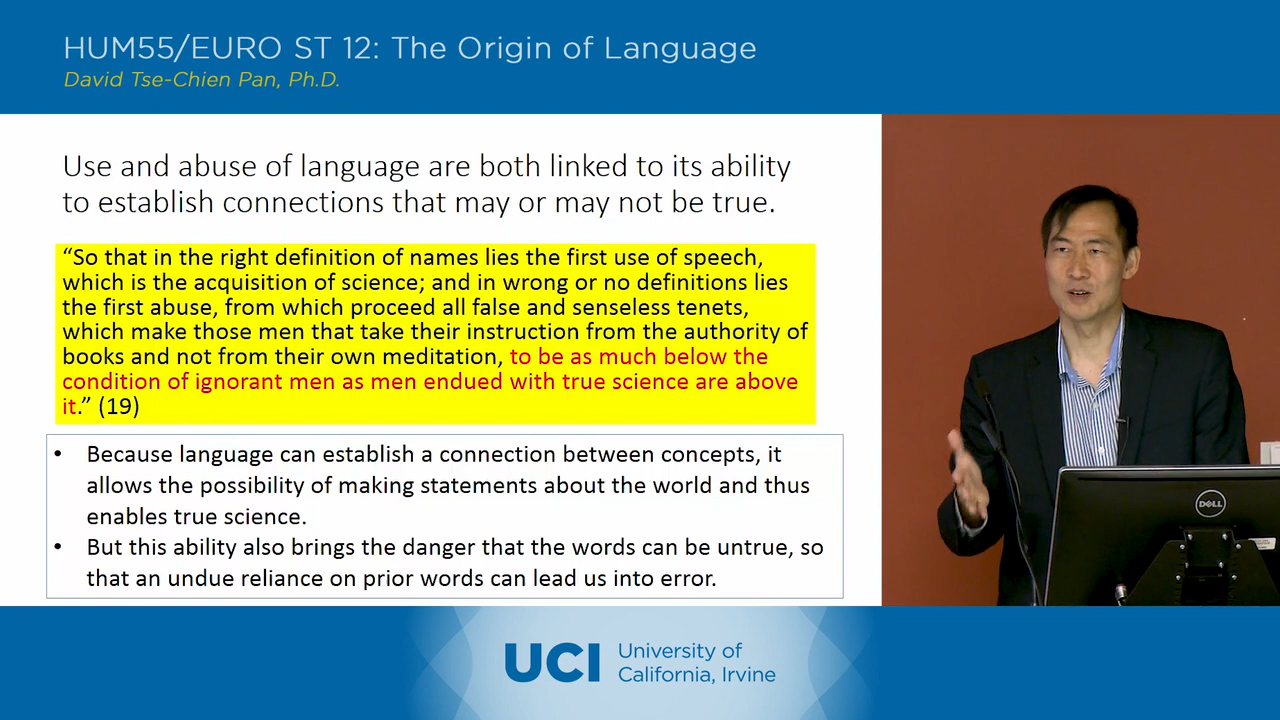 HUM55/EURO ST 12: The Origin of Language
David Tse-Chien Pan, Ph.D.
Use and abuse of language are both linked to its ability
to establish connections that may or may not be true.
“So that in the right definition of names lies the first use of speech,
which is the acquisition of science; and in wrong or no definitions lies
the first abuse, from which proceed all false and senseless tenets,
which make those men that take their instruction from the authority of
books and not from their own meditation, to be as much below the
condition of ignorant men as men endued with true science are above
it.” (19)
• Because language can establish a connection between concepts, it
allows the possibility of making statements about the world and thus
enables true science.
• But this ability also brings the danger that the words can be untrue, so
that an undue reliance on prior words can lead us into error.
DELL
UCI University of
California, Irvine